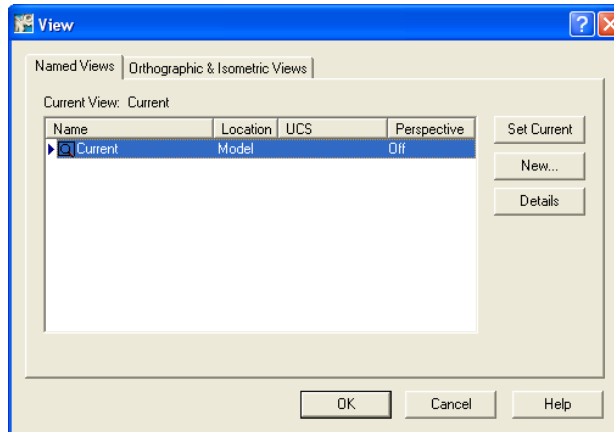 View
Named Views Orthographic & Isometric Views
Current View: Current
Name Location UCS Perspective
Current Model Off
Set Current
New...
Details
OK Cancel Help